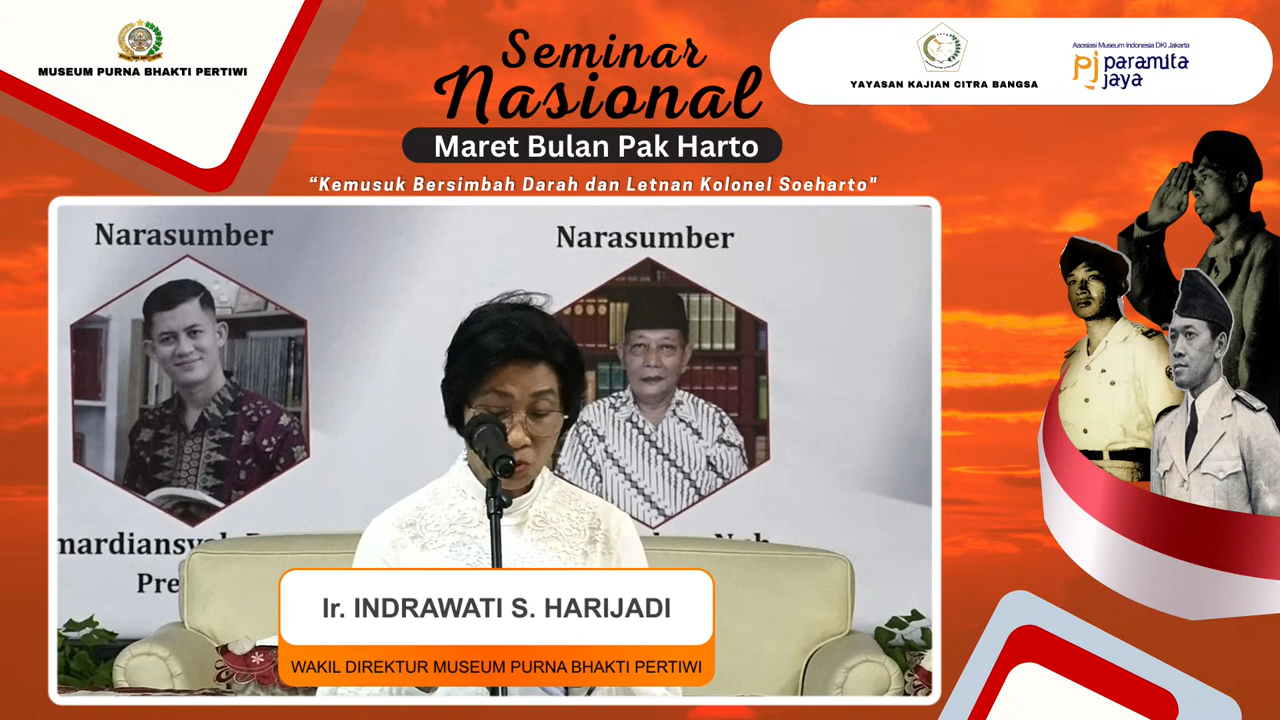 MUSEUM PURNA BHAKTI PERTIWI
Seminar
Nasional
Maret Bulan Pak Harto
“Kemusuk Bersimbah Darah dan Letnan Kolonel Soeharto"
YAYASAN KAJIAN CITRA BANGSA
Asosiasi Museum Indonesia DKI Jakarta
pj paramita
jaya
Narasumber
Narasumber
Ir. INDRAWATI S. HARIJADI
WAKIL DIREKTUR MUSEUM PURNA BHAKTI PERTIWI